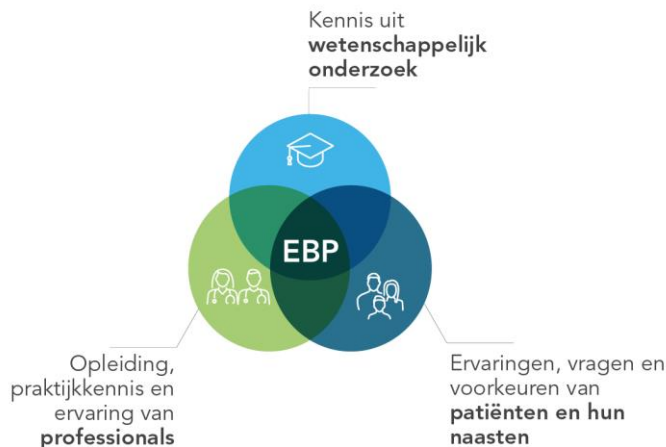 Kennis uit
wetenschappelijk
onderzoek
EBP
Opleiding,
praktijkkennis en
ervaring van
professionals
Ervaringen, vragen en
voorkeuren van
patiënten en hun
naasten